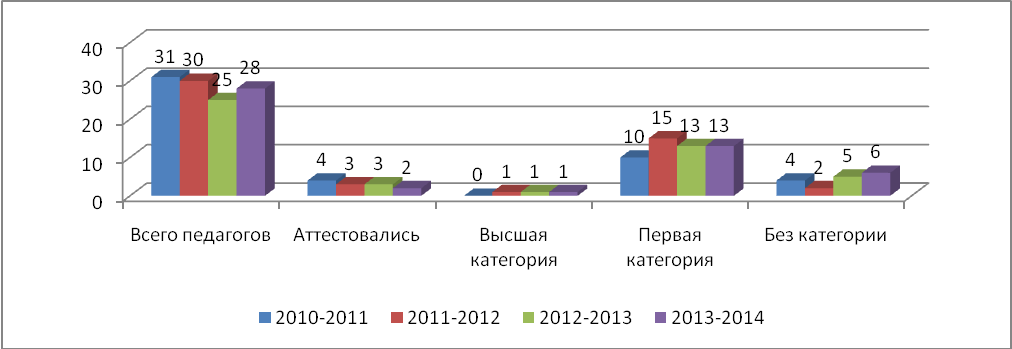 40
30
20
10
0
31 30 25 28
4 3 3 2
0 1 1 1
10 15 13 13
4 2 5 6
Всего педагогов
Аттестовались
Высшая
категория
Первая
категория
Без категории
2010-2011 2011-2012 2012-2013 2013-2014